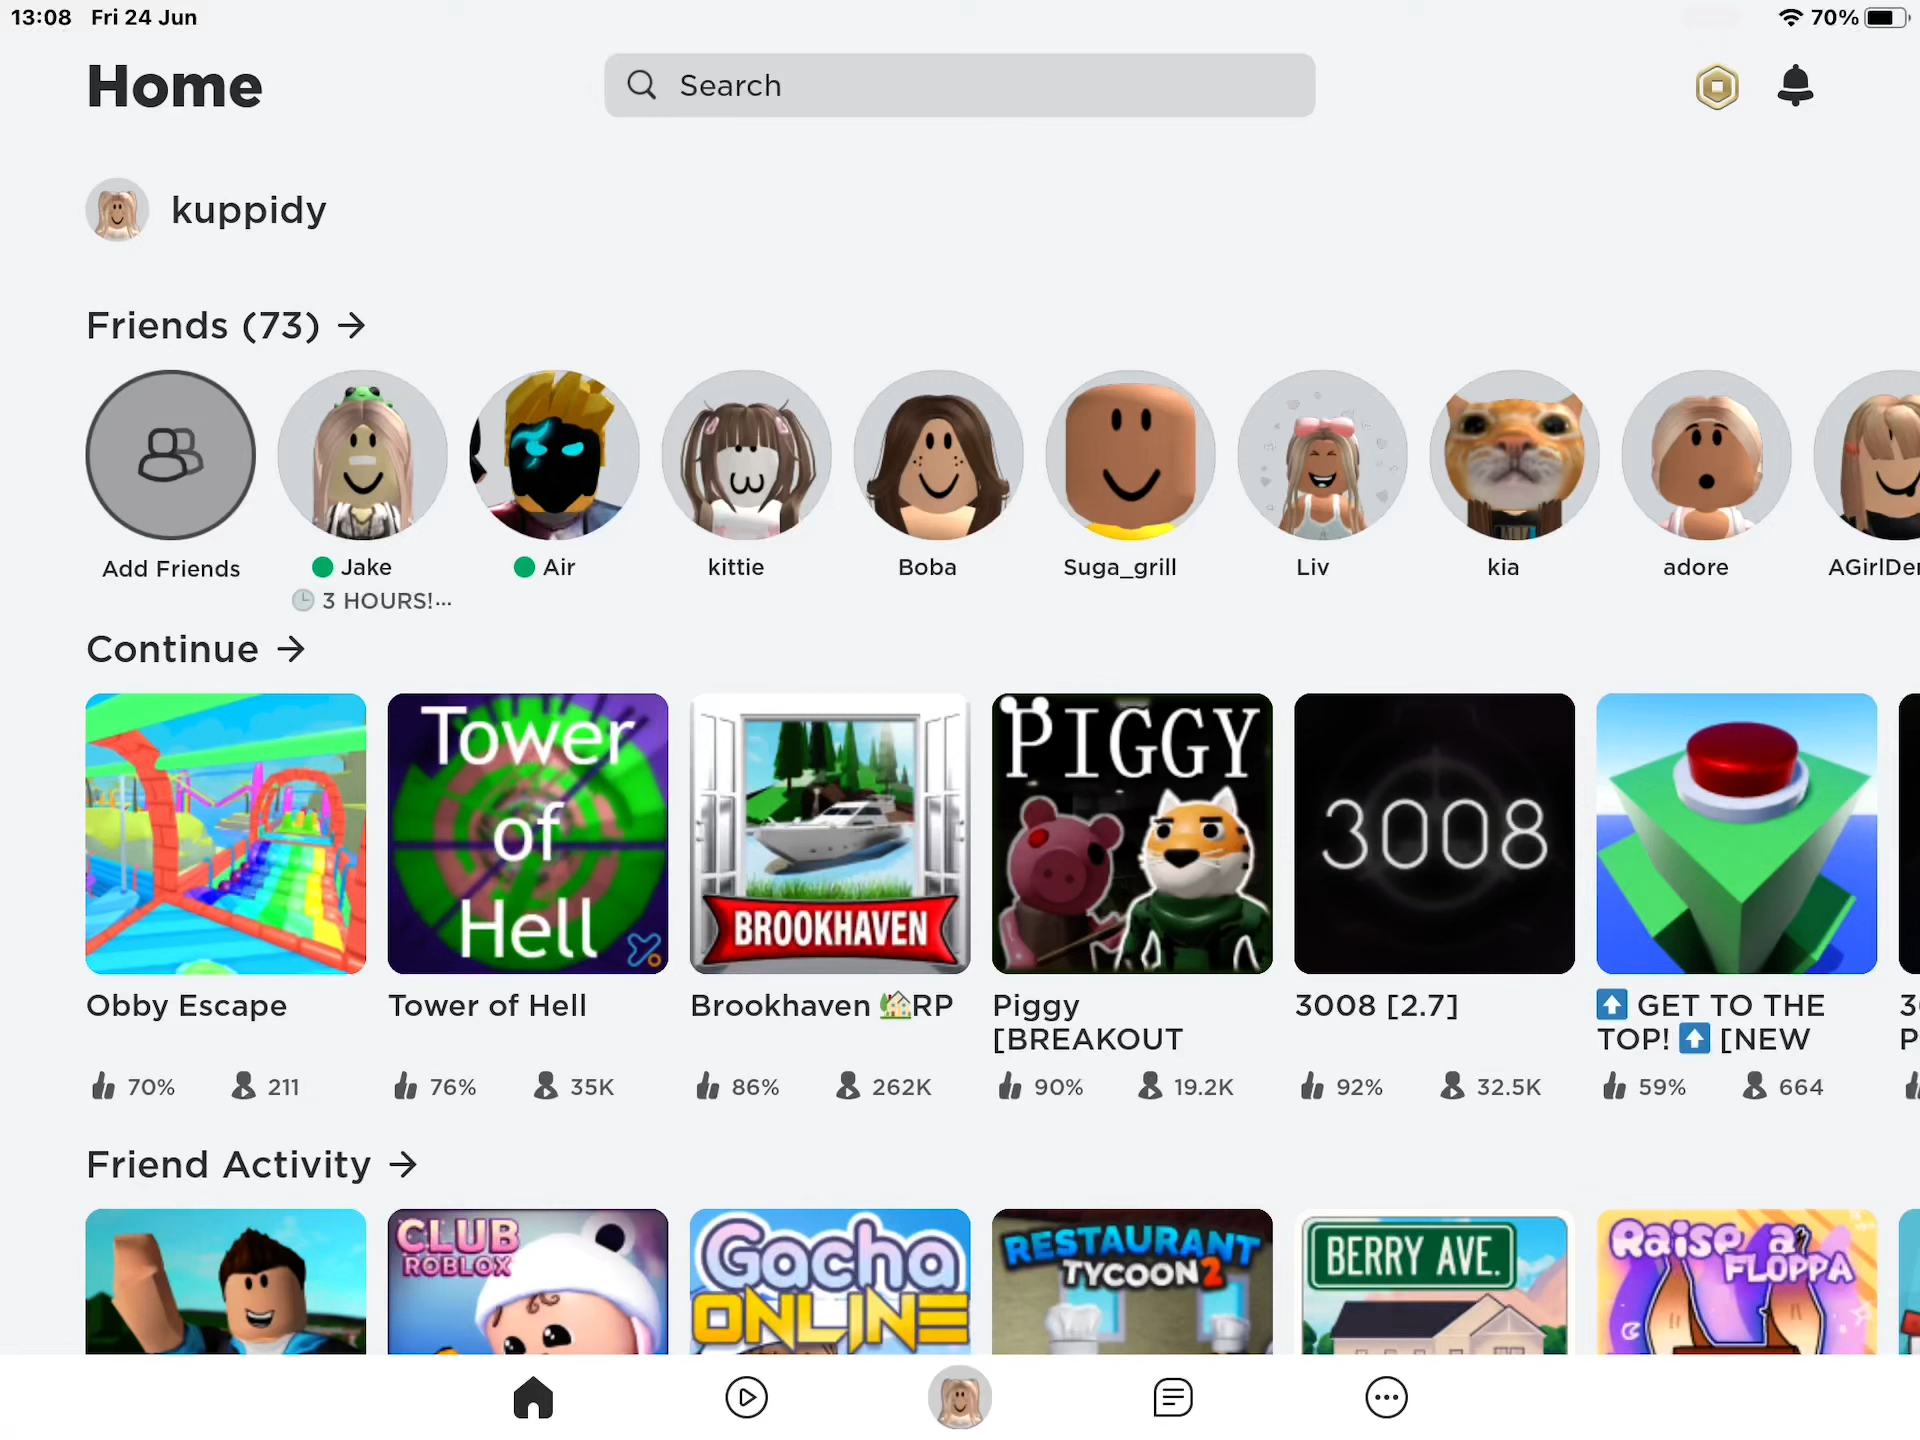 13:08 Fri 24 Jun
70%
Home
Search
kuppidy
Friends (73) →
Add Friends
Jake
🕒 3 HOURS!...
Air
kittie
Boba
Suga_grill
Liv
kia
adore
AGirlDer
Continue →
Tower
of
Hell
BROOKHAVEN
PIGGY
3008
Obby Escape
Tower of Hell
Brookhaven 🏡RP
Piggy
[BREAKOUT
3008 [2.7]
⬆️ GET TO THE
TOP! ⬆️ [NEW
70% 211
76% 35K
86% 262K
90% 19.2K
92% 32.5K
59% 664
Friend Activity →
CLUB
ROBLOX
Gacha
ONLINE
RESTAURANT
TYCOON 2
BERRY AVE.
Raise a
FLOPPA